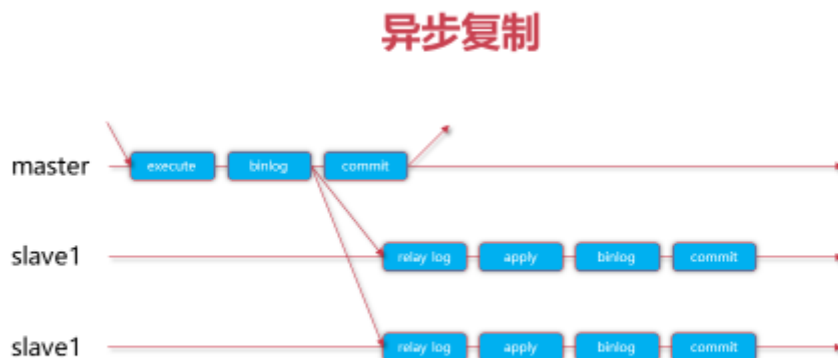 异步复制
master execute binlog commit
slave1 relay log apply binlog commit
slave1 relay log apply binlog commit